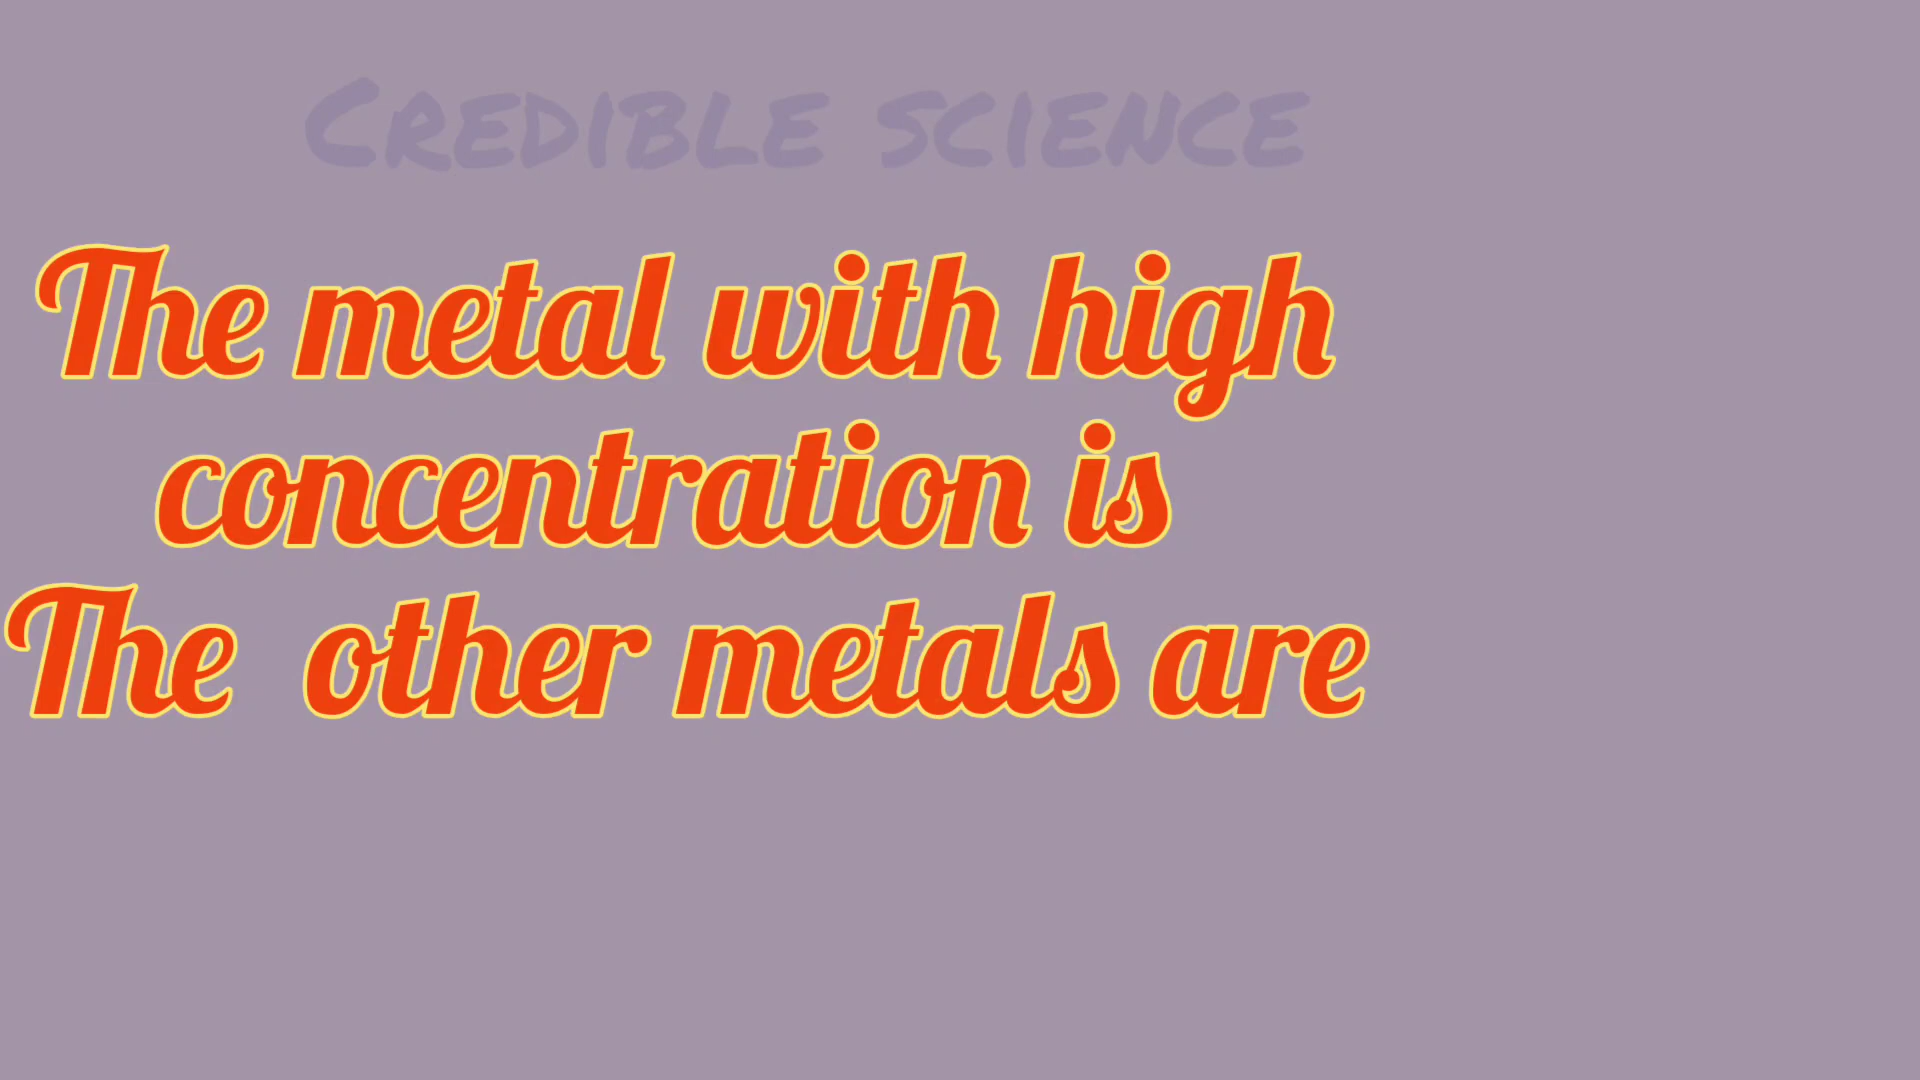 Credible science
The metal with high
concentration is
The other metals are